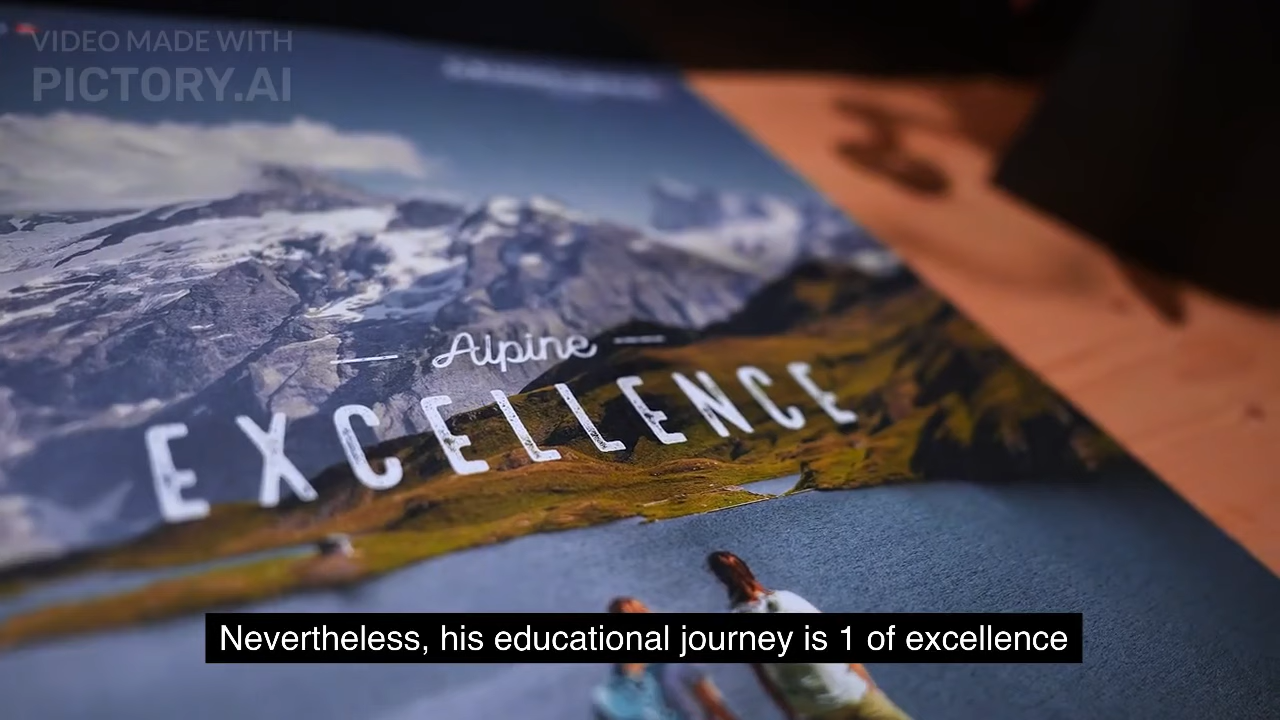 VIDEO MADE WITH
PICTORY.AI
Alpine
EXCELLENCE
Nevertheless, his educational journey is 1 of excellence